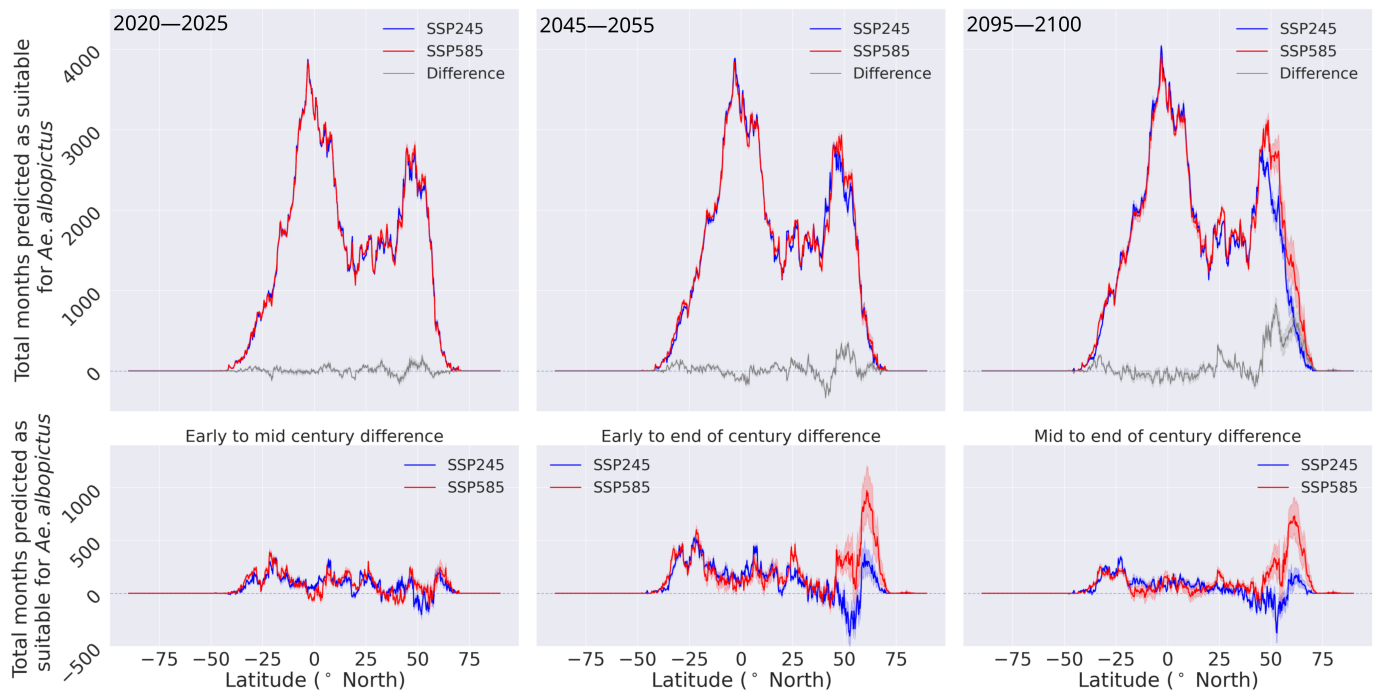 2020—2025
SSP245
SSP585
Difference
2045—2055
SSP245
SSP585
Difference
2095—2100
SSP245
SSP585
Difference
Total months predicted as suitable
for Ae. albopictus
4000
3000
2000
1000
0
Early to mid century difference
SSP245
SSP585
Early to end of century difference
SSP245
SSP585
Mid to end of century difference
SSP245
SSP585
Total months predicted as
suitable for Ae. albopictus
1000
500
0
−500
−75 −50 −25 0 25 50 75
Latitude (° North)
−75 −50 −25 0 25 50 75
Latitude (° North)
−75 −50 −25 0 25 50 75
Latitude (° North)